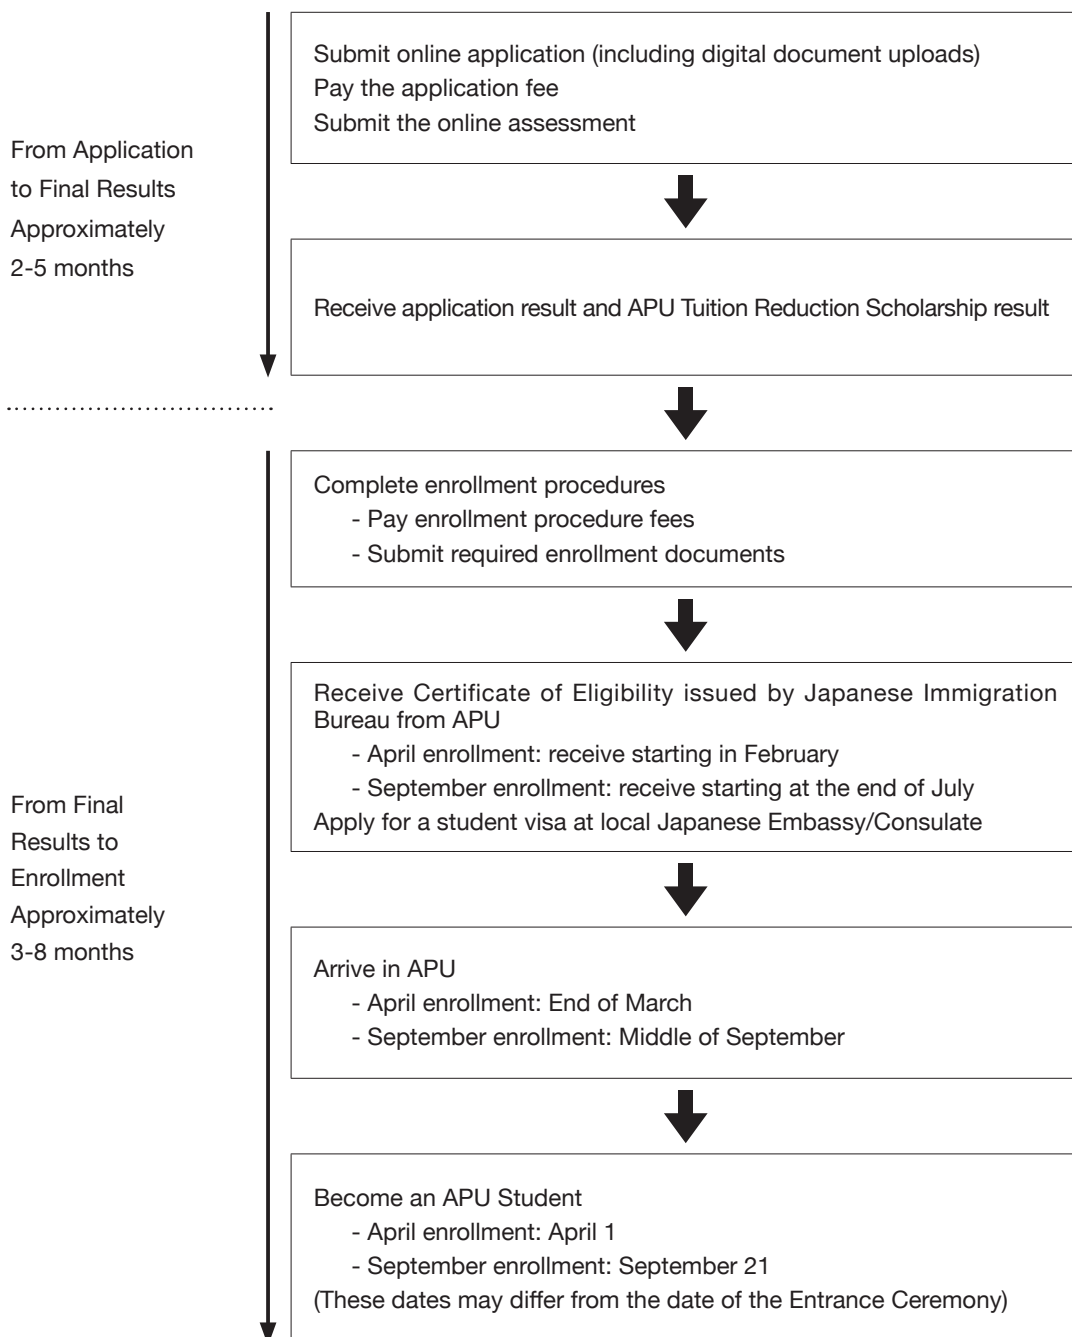 Submit online application (including digital document uploads)
Pay the application fee
Submit the online assessment
From Application
to Final Results
Approximately
2-5 months
Receive application result and APU Tuition Reduction Scholarship result
Complete enrollment procedures
- Pay enrollment procedure fees
- Submit required enrollment documents
Receive Certificate of Eligibility issued by Japanese Immigration
Bureau from APU
- April enrollment: receive starting in February
- September enrollment: receive starting at the end of July
Apply for a student visa at local Japanese Embassy/Consulate
From Final
Results to
Enrollment
Approximately
3-8 months
Arrive in APU
- April enrollment: End of March
- September enrollment: Middle of September
Become an APU Student
- April enrollment: April 1
- September enrollment: September 21
(These dates may differ from the date of the Entrance Ceremony)